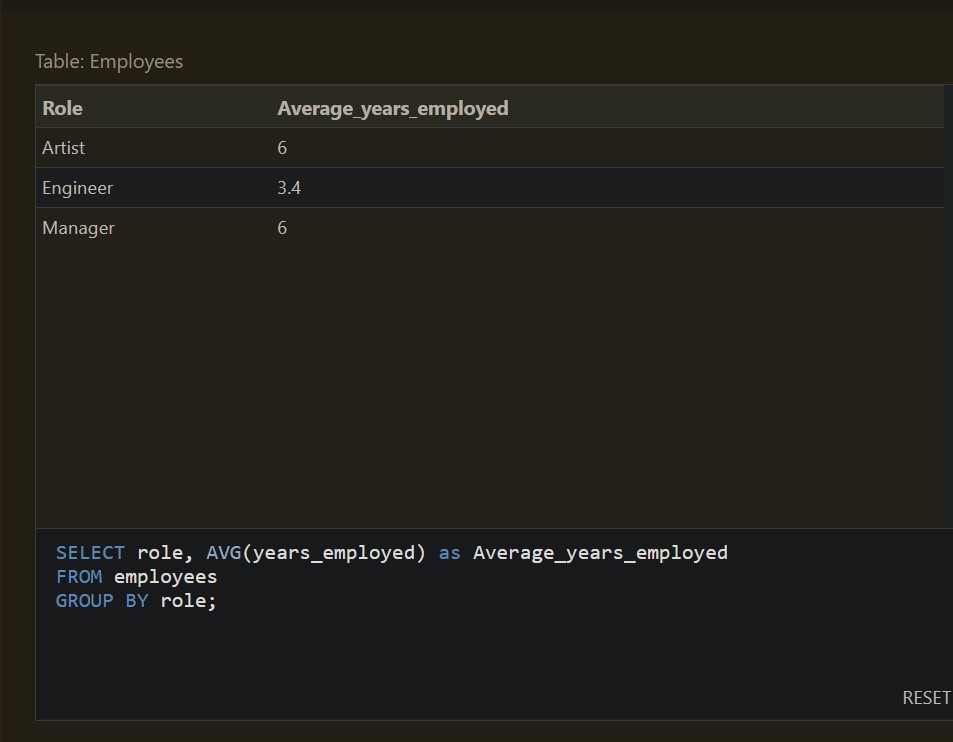 Table: Employees
Role Average_years_employed
Artist 6
Engineer 3.4
Manager 6
SELECT role, AVG(years_employed) as Average_years_employed
FROM employees
GROUP BY role;
RESET